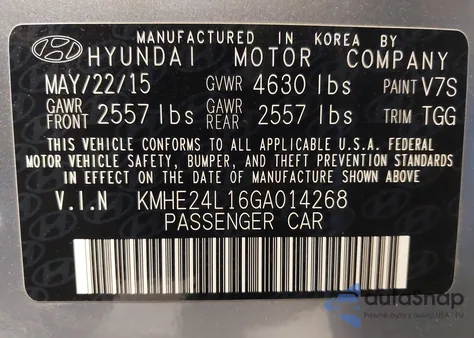 MANUFACTURED IN KOREA BY
HYUNDAI MOTOR COMPANY
MAY/22/15 GVWR 4630 lbs PAINT V7S
GAWR FRONT 2557 lbs GAWR REAR 2557 lbs TRIM TGG
THIS VEHICLE CONFORMS TO ALL APPLICABLE U.S.A. FEDERAL
MOTOR VEHICLE SAFETY, BUMPER, AND THEFT PREVENTION STANDARDS
IN EFFECT ON THE DATE OF MANUFACTURE SHOWN ABOVE.
V.I.N KMHE24L16GA014268
PASSENGER CAR
autoSnap